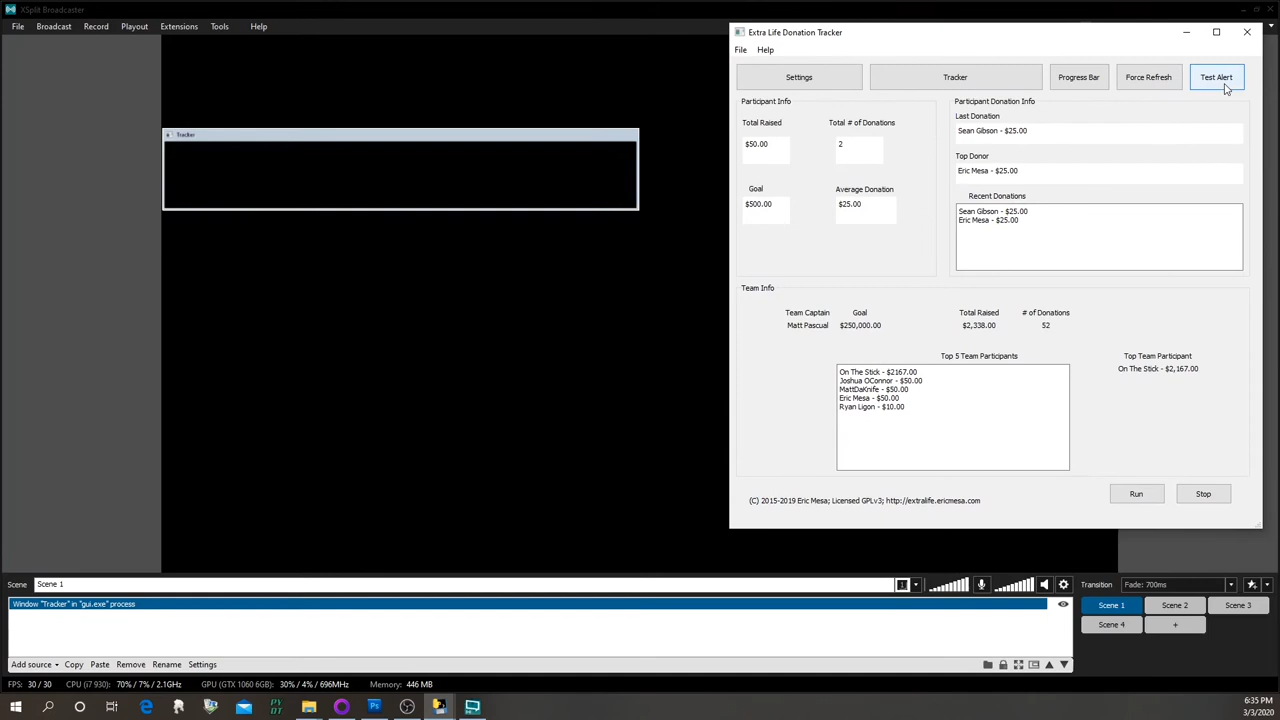 XSplit Broadcaster
File Broadcast Record Playout Extensions Tools Help
Tracker
Extra Life Donation Tracker
File Help
Settings Tracker Progress Bar Force Refresh Test Alert
Participant Info
Total Raised Total # of Donations
$50.00 2
Goal Average Donation
$500.00 $25.00
Participant Donation Info
Last Donation
Sean Gibson - $25.00
Top Donor
Eric Mesa - $25.00
Recent Donations
Sean Gibson - $25.00
Eric Mesa - $25.00
Team Info
Team Captain Goal Total Raised # of Donations
Matt Pascual $250,000.00 $2,338.00 52
Top 5 Team Participants Top Team Participant
On The Stick - $2167.00
Joshua OConnor - $50.00
MattDaKnife - $50.00
Eric Mesa - $50.00
Ryan Ligon - $10.00
On The Stick - $2,167.00
Run Stop
(C) 2015-2019 Eric Mesa; Licensed GPLv3; http://extralife.ericmesa.com
Scene Scene 1 1 Transition Fade: 700ms
Window "Tracker" in "gui.exe" process
Scene 1 Scene 2 Scene 3
Scene 4 +
Add source Copy Paste Remove Rename Settings
FPS: 30 / 30 CPU (i7 930): 70% / 7% / 2.1GHz GPU (GTX 1060 6GB): 30% / 4% / 696MHz Memory: 446 MB
6:35 PM
3/3/2020